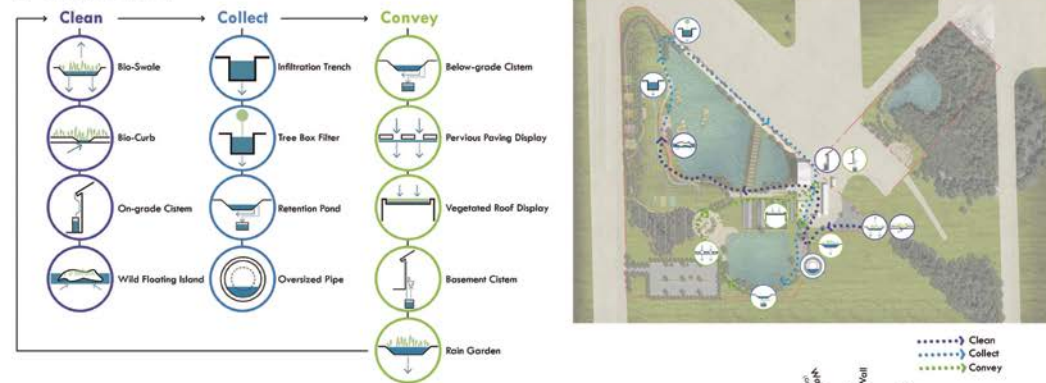 Clean
Collect
Convey
Bio-Swale
Infiltration Trench
Below-grade Cistern
Bio-Curb
Tree Box Filter
Pervious Paving Display
On-grade Cistern
Retention Pond
Vegetated Roof Display
Wild Floating Island
Oversized Pipe
Basement Cistern
Rain Garden
Clean
Collect
Convey